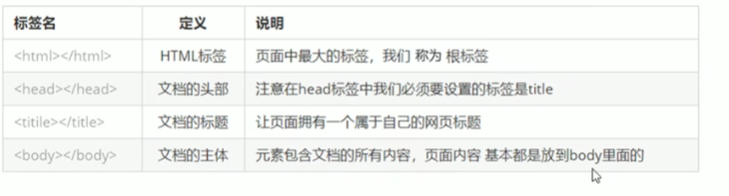 标签名 定义 说明
<html></html> HTML标签 页面中最大的标签，我们 称为 根标签
<head></head> 文档的头部 注意在head标签中我们必须要设置的标签是title
<titile></title> 文档的标题 让页面拥有一个属于自己的网页标题
<body></body> 文档的主体 元素包含文档的所有内容，页面内容 基本都是放到body里面的